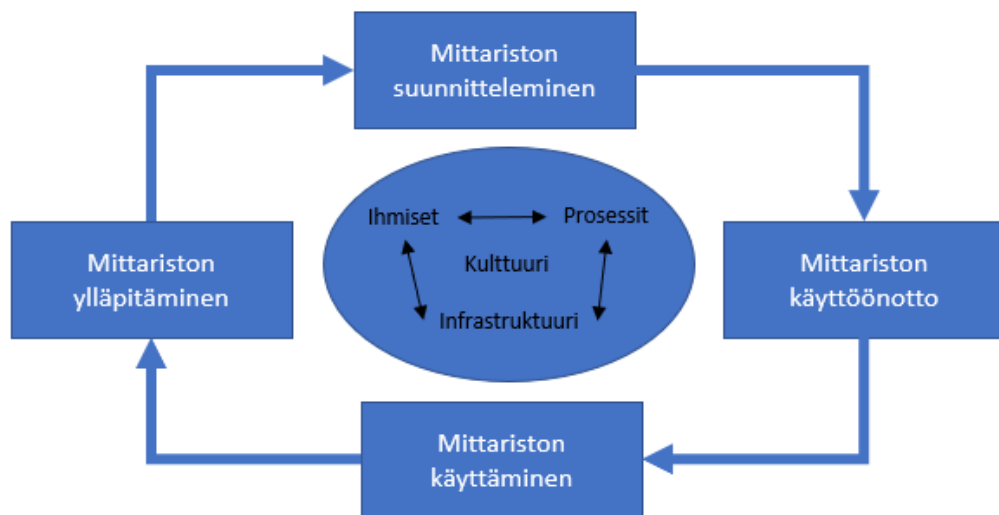 Mittariston
suunnitteleminen
Ihmiset
Prosessit
Kulttuuri
Infrastruktuuri
Mittariston
ylläpitäminen
Mittariston
käyttöönotto
Mittariston
käyttäminen